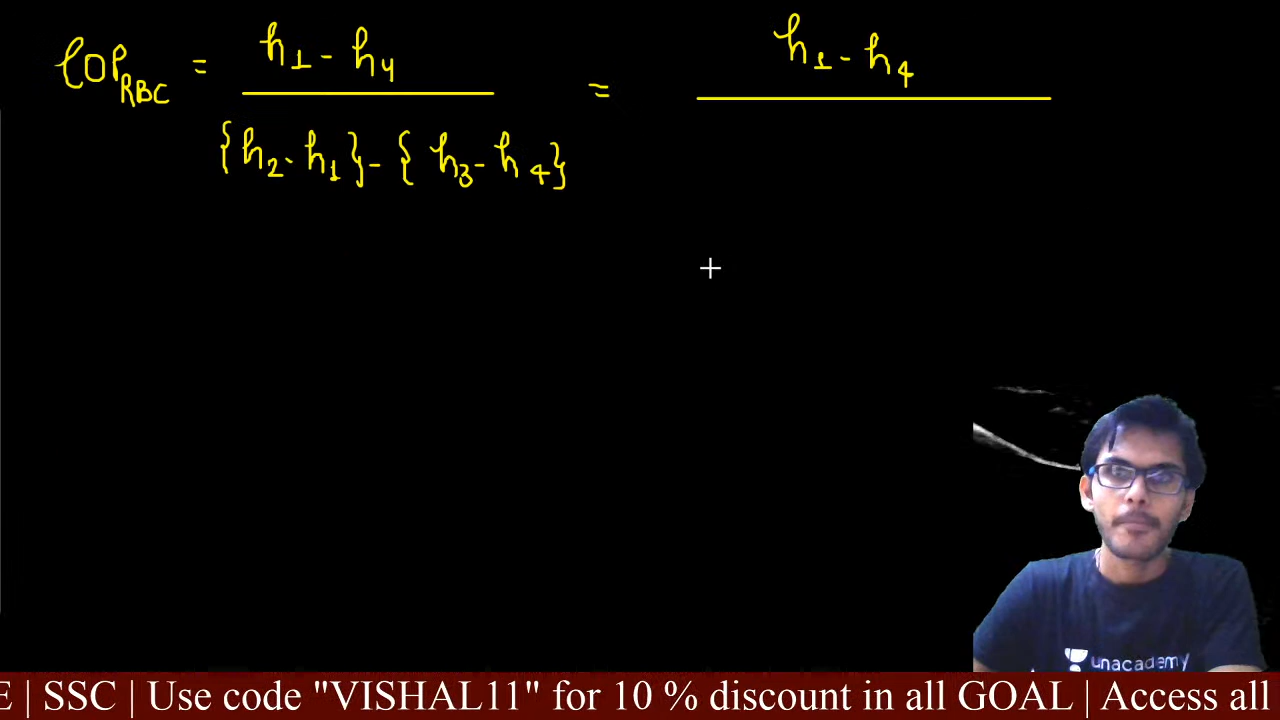 COP_RBC = h₁ - h₄ / {h₂ - h₁} - {h₃ - h₄} = h₁ - h₄ /
unacademy
E | SSC | Use code "VISHAL11" for 10 % discount in all GOAL | Access all